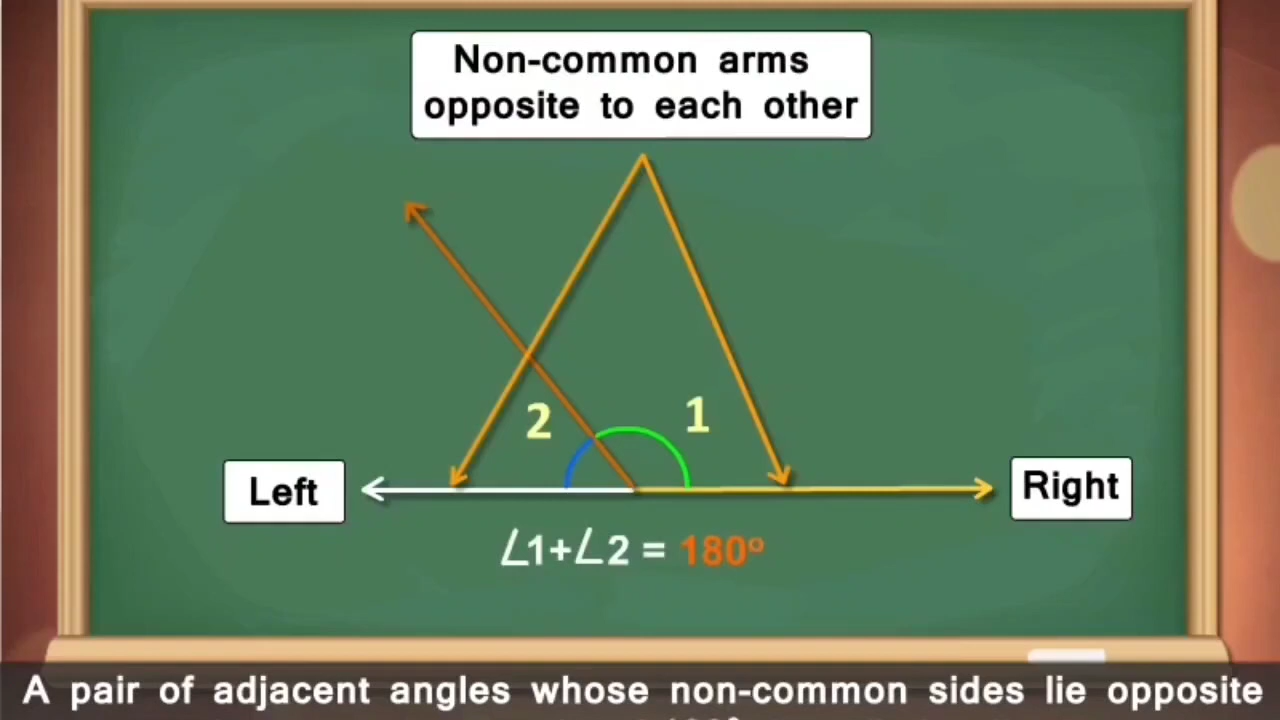 Non-common arms
opposite to each other
2 1
Left
Right
∠1+∠2 = 180°
A pair of adjacent angles whose non-common sides lie opposite